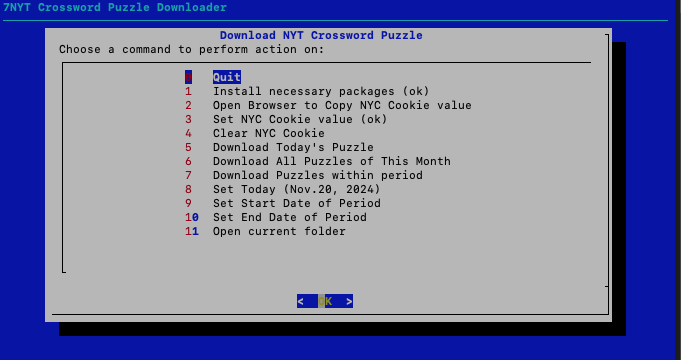 7NYT Crossword Puzzle Downloader
Download NYT Crossword Puzzle
Choose a command to perform action on:
0 Quit
1 Install necessary packages (ok)
2 Open Browser to Copy NYC Cookie value
3 Set NYC Cookie value (ok)
4 Clear NYC Cookie
5 Download Today's Puzzle
6 Download All Puzzles of This Month
7 Download Puzzles within period
8 Set Today (Nov.20, 2024)
9 Set Start Date of Period
10 Set End Date of Period
11 Open current folder
< OK >